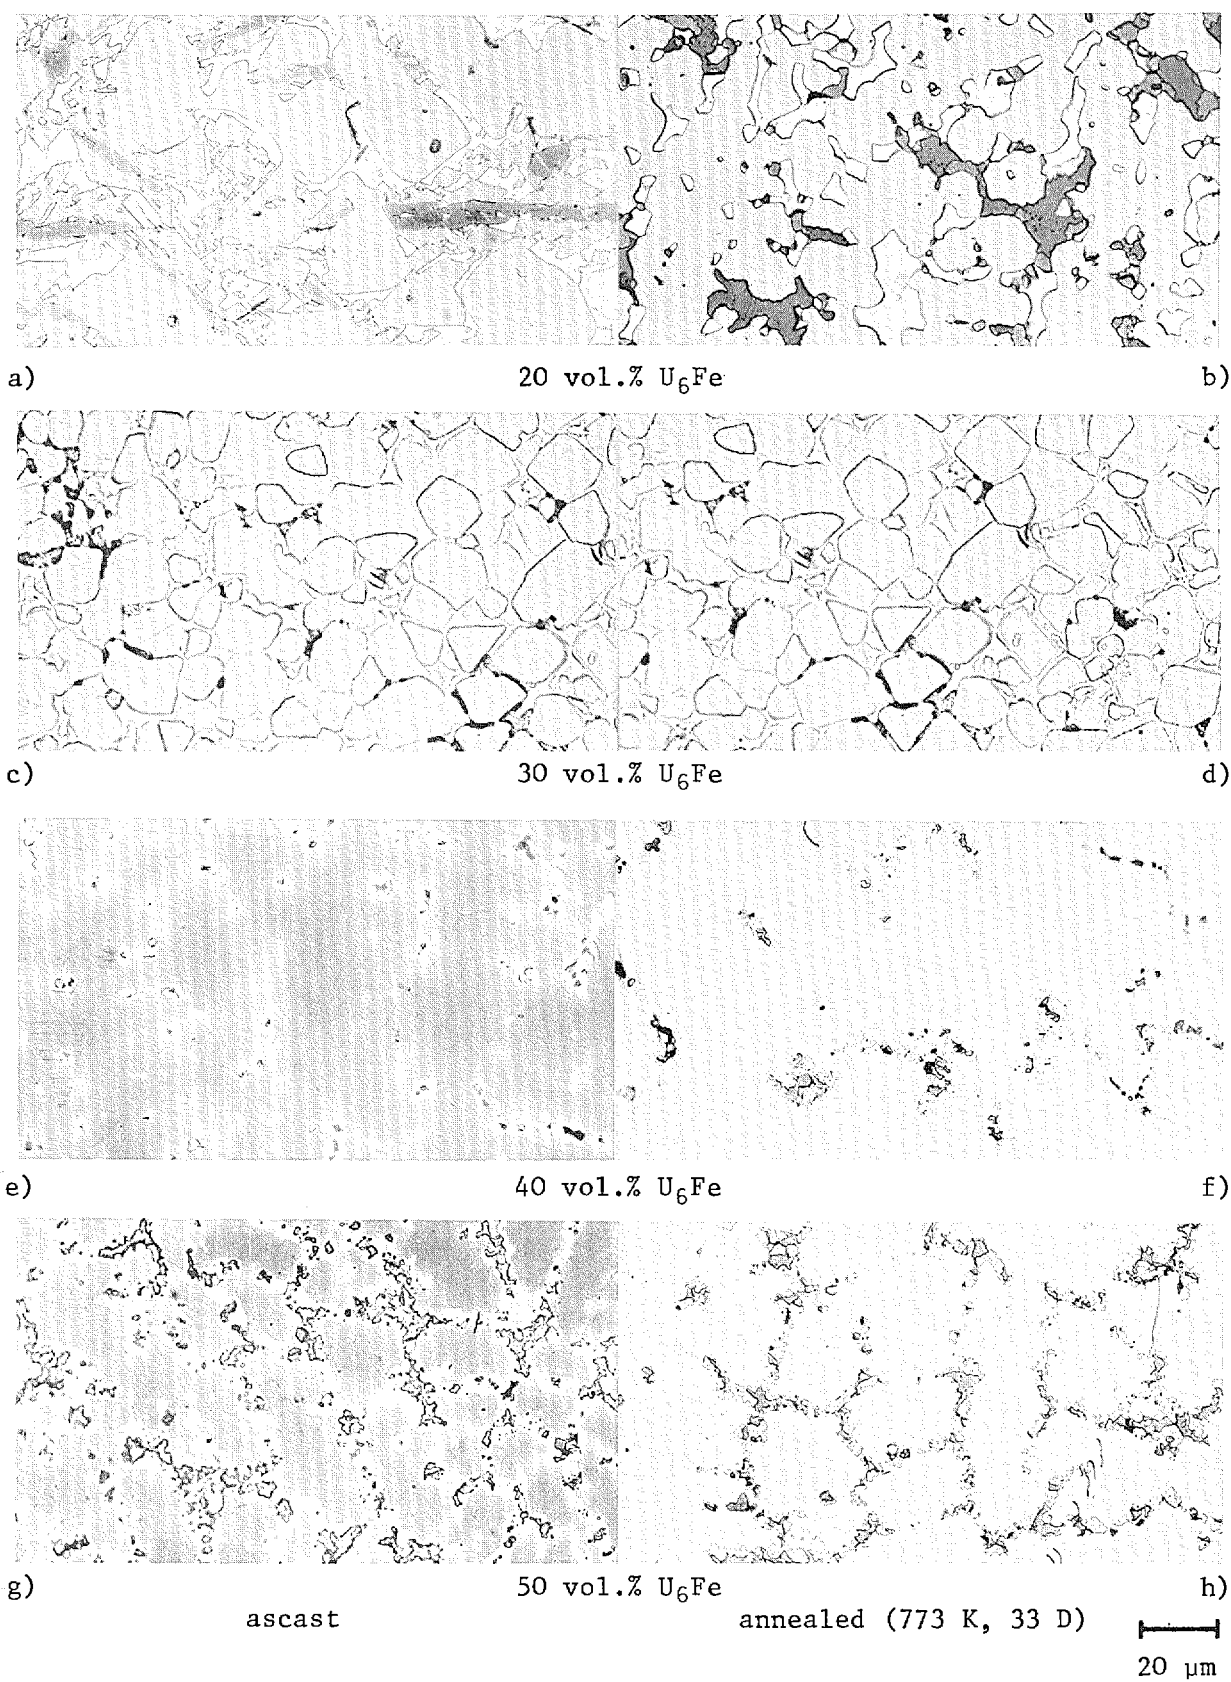 a) 20 vol.% U₆Fe b)
c) 30 vol.% U₆Fe d)
e) 40 vol.% U₆Fe f)
g) 50 vol.% U₆Fe h)
ascast annealed (773 K, 33 D)
20 µm